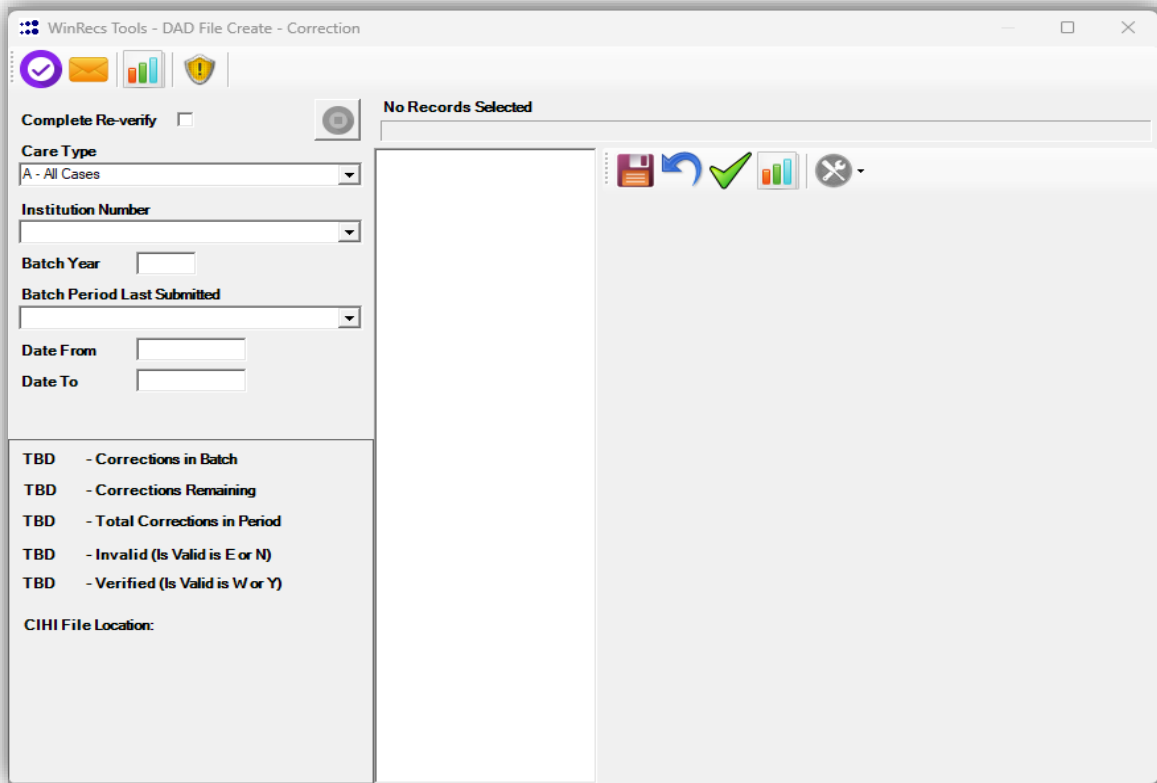 WinRecs Tools - DAD File Create - Correction
Complete Re-verify
No Records Selected
Care Type
A - All Cases
Institution Number
Batch Year
Batch Period Last Submitted
Date From
Date To
TBD - Corrections in Batch
TBD - Corrections Remaining
TBD - Total Corrections in Period
TBD - Invalid (Is Valid is E or N)
TBD - Verified (Is Valid is W or Y)
CIHI File Location: